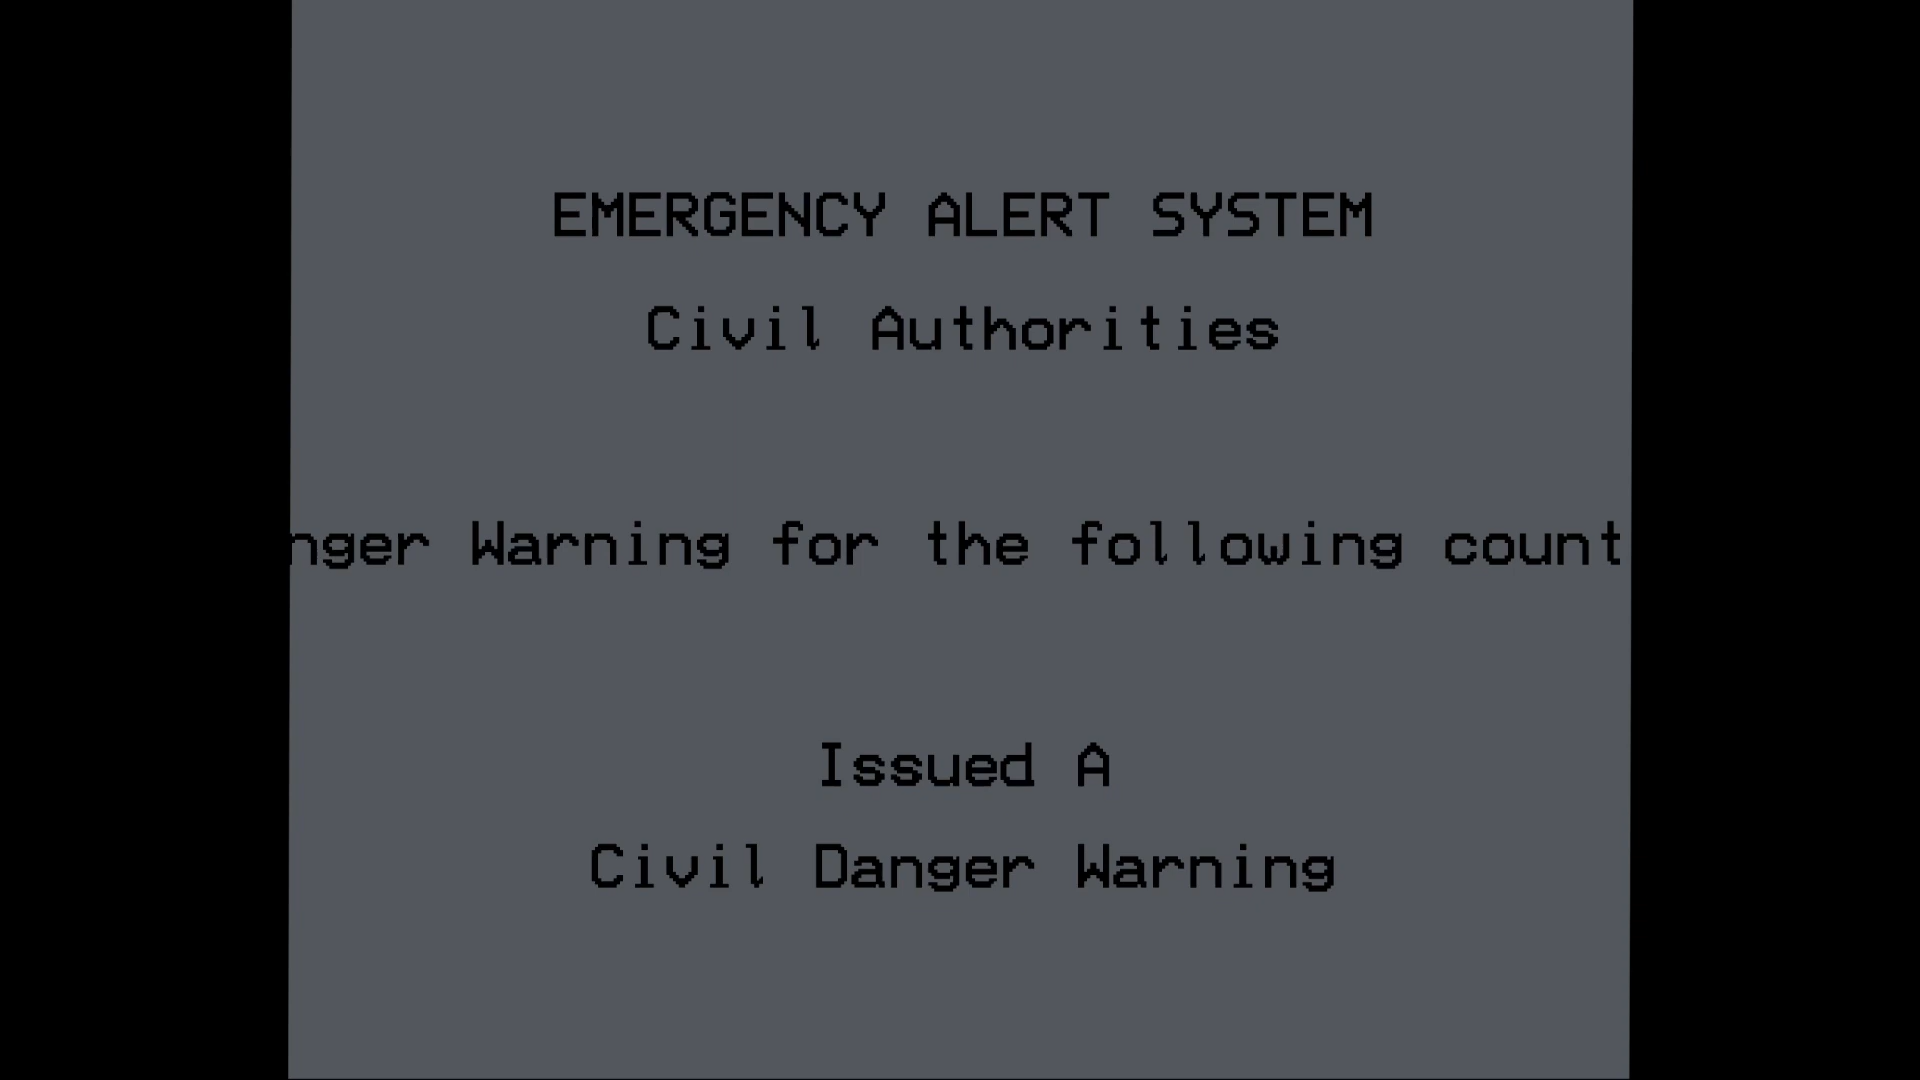 EMERGENCY ALERT SYSTEM
Civil Authorities
nger Warning for the following count
Issued A
Civil Danger Warning